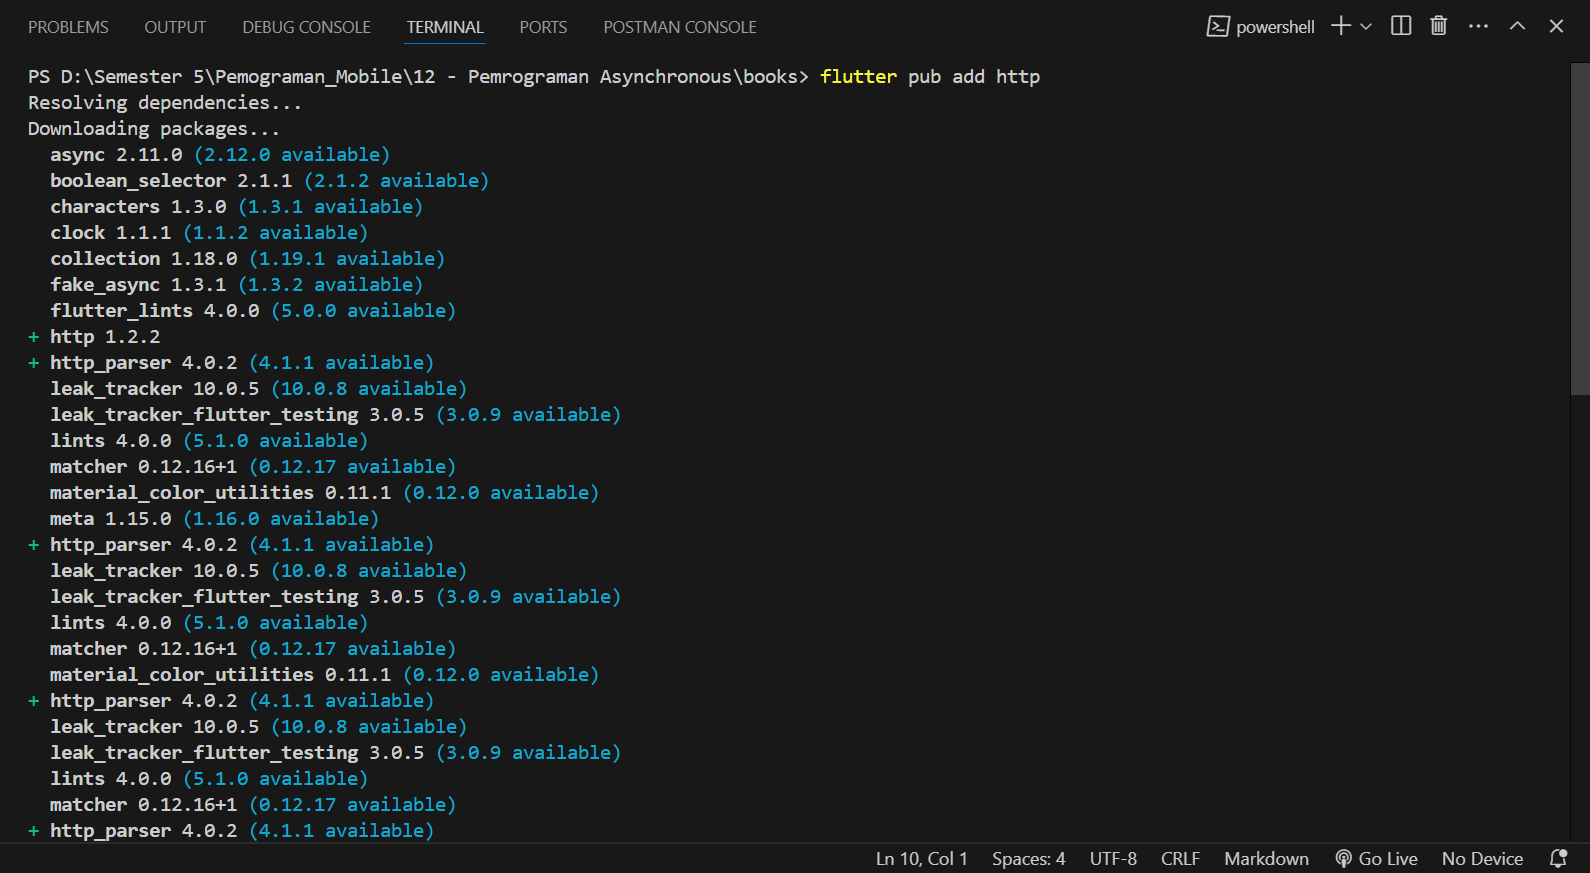 PROBLEMS OUTPUT DEBUG CONSOLE TERMINAL PORTS POSTMAN CONSOLE powershell
PS D:\Semester 5\Pemograman_Mobile\12 - Pemrograman Asynchronous\books> flutter pub add http
Resolving dependencies...
Downloading packages...
async 2.11.0 (2.12.0 available)
boolean_selector 2.1.1 (2.1.2 available)
characters 1.3.0 (1.3.1 available)
clock 1.1.1 (1.1.2 available)
collection 1.18.0 (1.19.1 available)
fake_async 1.3.1 (1.3.2 available)
flutter_lints 4.0.0 (5.0.0 available)
+ http 1.2.2
+ http_parser 4.0.2 (4.1.1 available)
leak_tracker 10.0.5 (10.0.8 available)
leak_tracker_flutter_testing 3.0.5 (3.0.9 available)
lints 4.0.0 (5.1.0 available)
matcher 0.12.16+1 (0.12.17 available)
material_color_utilities 0.11.1 (0.12.0 available)
meta 1.15.0 (1.16.0 available)
+ http_parser 4.0.2 (4.1.1 available)
leak_tracker 10.0.5 (10.0.8 available)
leak_tracker_flutter_testing 3.0.5 (3.0.9 available)
lints 4.0.0 (5.1.0 available)
matcher 0.12.16+1 (0.12.17 available)
material_color_utilities 0.11.1 (0.12.0 available)
+ http_parser 4.0.2 (4.1.1 available)
leak_tracker 10.0.5 (10.0.8 available)
leak_tracker_flutter_testing 3.0.5 (3.0.9 available)
lints 4.0.0 (5.1.0 available)
matcher 0.12.16+1 (0.12.17 available)
+ http_parser 4.0.2 (4.1.1 available)
Ln 10, Col 1 Spaces: 4 UTF-8 CRLF Markdown Go Live No Device